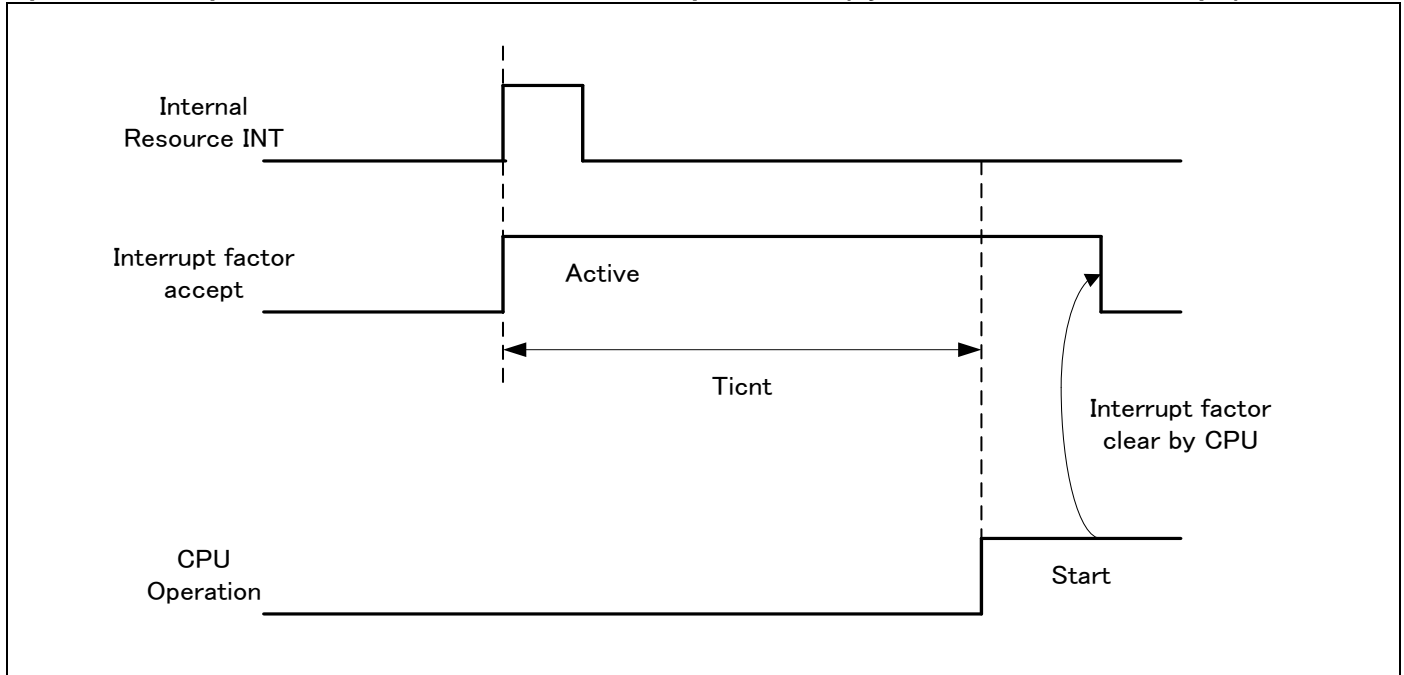 Internal
Resource INT
Interrupt factor
accept
Active
Ticnt
Interrupt factor
clear by CPU
CPU
Operation
Start